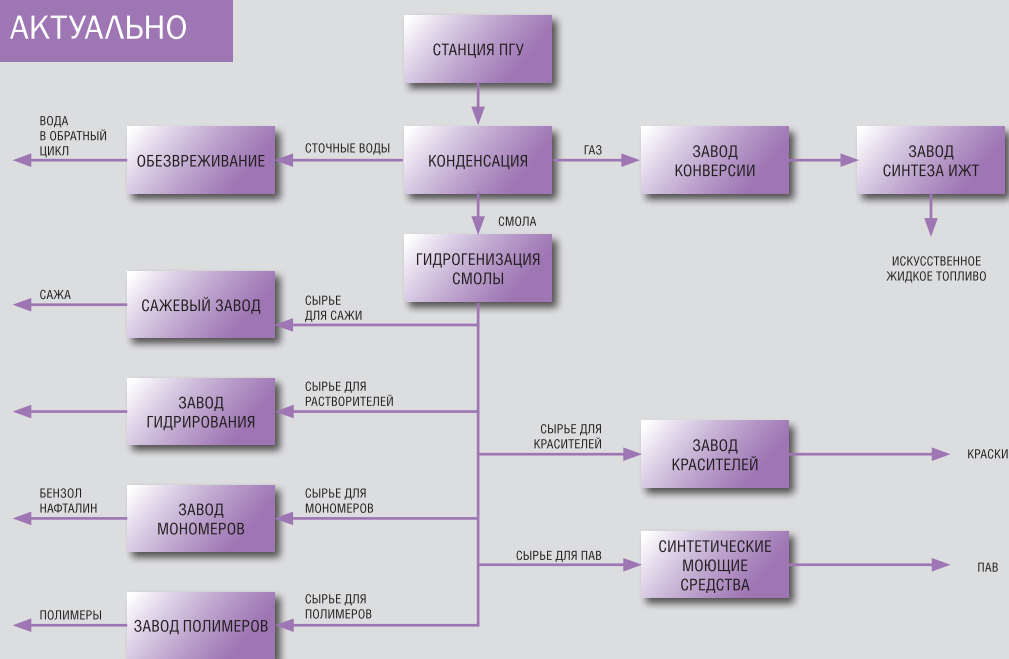 АКТУАЛЬНО
СТАНЦИЯ ПГУ
ВОДА
В ОБРАТНЫЙ
ЦИКЛ
ОБЕЗВРЕЖИВАНИЕ
СТОЧНЫЕ ВОДЫ
КОНДЕНСАЦИЯ
ГАЗ
ЗАВОД
КОНВЕРСИИ
ЗАВОД
СИНТЕЗА ИЖТ
СМОЛА
ГИДРОГЕНИЗАЦИЯ
СМОЛЫ
ИСКУССТВЕННОЕ
ЖИДКОЕ ТОПЛИВО
САЖА
САЖЕВЫЙ ЗАВОД
СЫРЬЕ
ДЛЯ САЖИ
ЗАВОД
ГИДРИРОВАНИЯ
СЫРЬЕ ДЛЯ
РАСТВОРИТЕЛЕЙ
СЫРЬЕ ДЛЯ
КРАСИТЕЛЕЙ
ЗАВОД
КРАСИТЕЛЕЙ
КРАСКИ
БЕНЗОЛ
НАФТАЛИН
ЗАВОД
МОНОМЕРОВ
СЫРЬЕ ДЛЯ
МОНОМЕРОВ
СЫРЬЕ ДЛЯ ПАВ
СИНТЕТИЧЕСКИЕ
МОЮЩИЕ
СРЕДСТВА
ПАВ
ПОЛИМЕРЫ
ЗАВОД ПОЛИМЕРОВ
СЫРЬЕ ДЛЯ
ПОЛИМЕРОВ